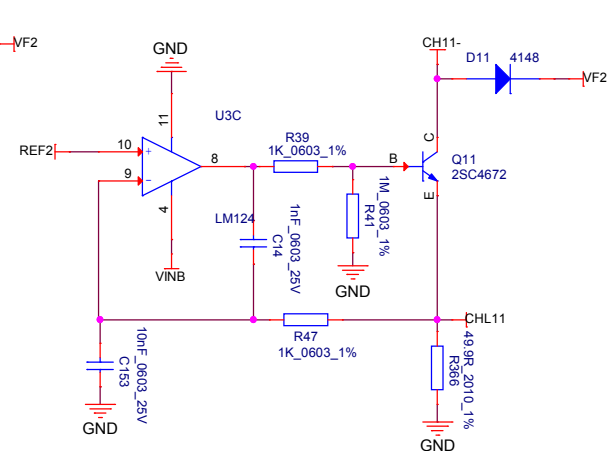 VF2
GND
CH11-
D11
4148
VF2
11
U3C
REF2
10
+
8
R39
1K_0603_1%
B
C
Q11
2SC4672
9
-
E
4
LM124
VINB
1nF_0603_25V
C14
1M_0603_1%
R41
GND
CHL11
R47
1K_0603_1%
10nF_0603_25V
C153
49.9R_2010_1%
R366
GND
GND